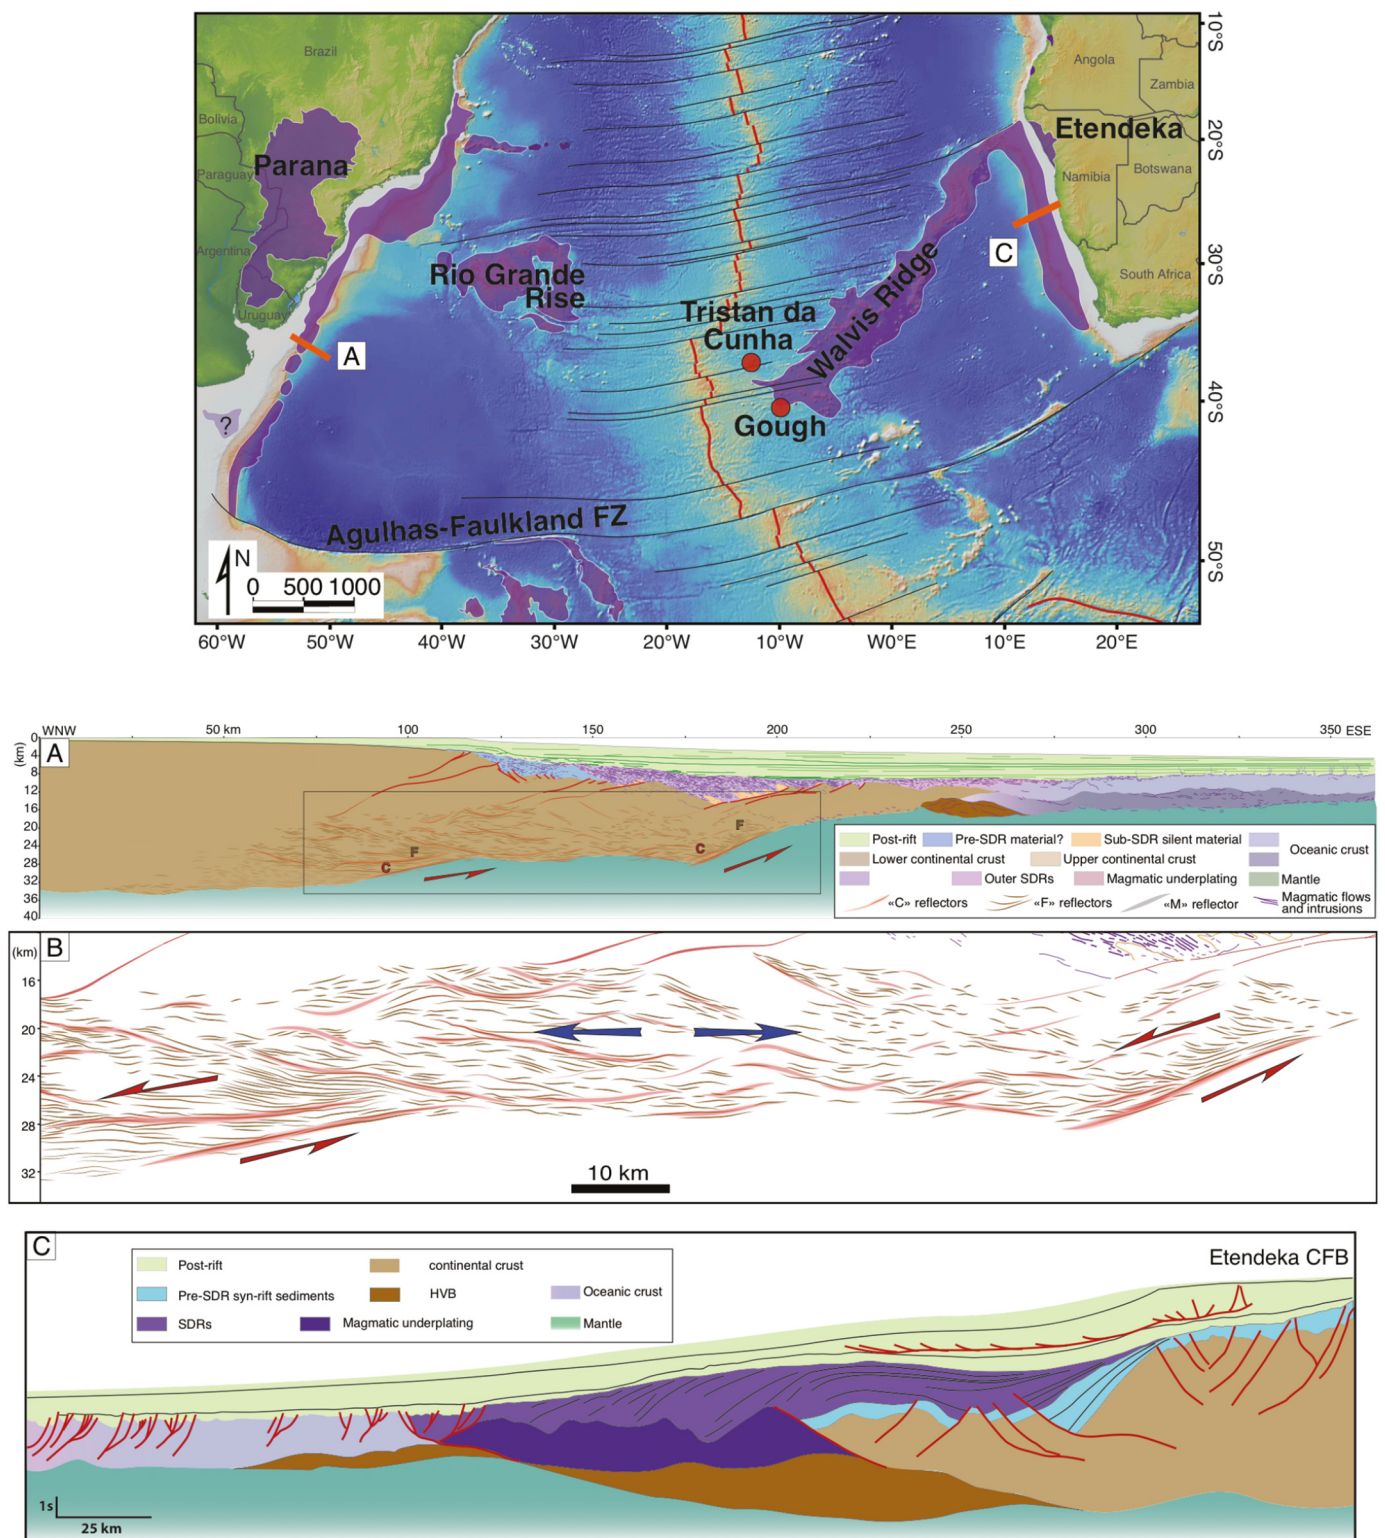 10°S
Brazil
Angola
Zambia
Bolivia
Etendeka
20°S
Parana
Paraguay
Namibia
Botswana
Argentina
C
30°S
South Africa
Rio Grande
Rise
Uruguay
Tristan da
Cunha
Walvis Ridge
A
40°S
?
Gough
Agulhas-Faulkland FZ
N
0 500 1000
50°S
60°W 50°W 40°W 30°W 20°W 10°W W0°E 10°E 20°E
WNW 50 km 100 150 200 250 300 350 ESE
(km)
0
4
8
12
16
20
24
28
32
36
40
A
F
C
F
C
Post-rift Pre-SDR material? Sub-SDR silent material
Oceanic crust
Lower continental crust Upper continental crust
Outer SDRs Magmatic underplating Mantle
«C» reflectors «F» reflectors «M» reflector Magmatic flows
and intrusions
(km) B
16
20
24
28
32
10 km
C
Etendeka CFB
Post-rift continental crust
Pre-SDR syn-rift sediments HVB Oceanic crust
SDRs Magmatic underplating Mantle
1s
25 km